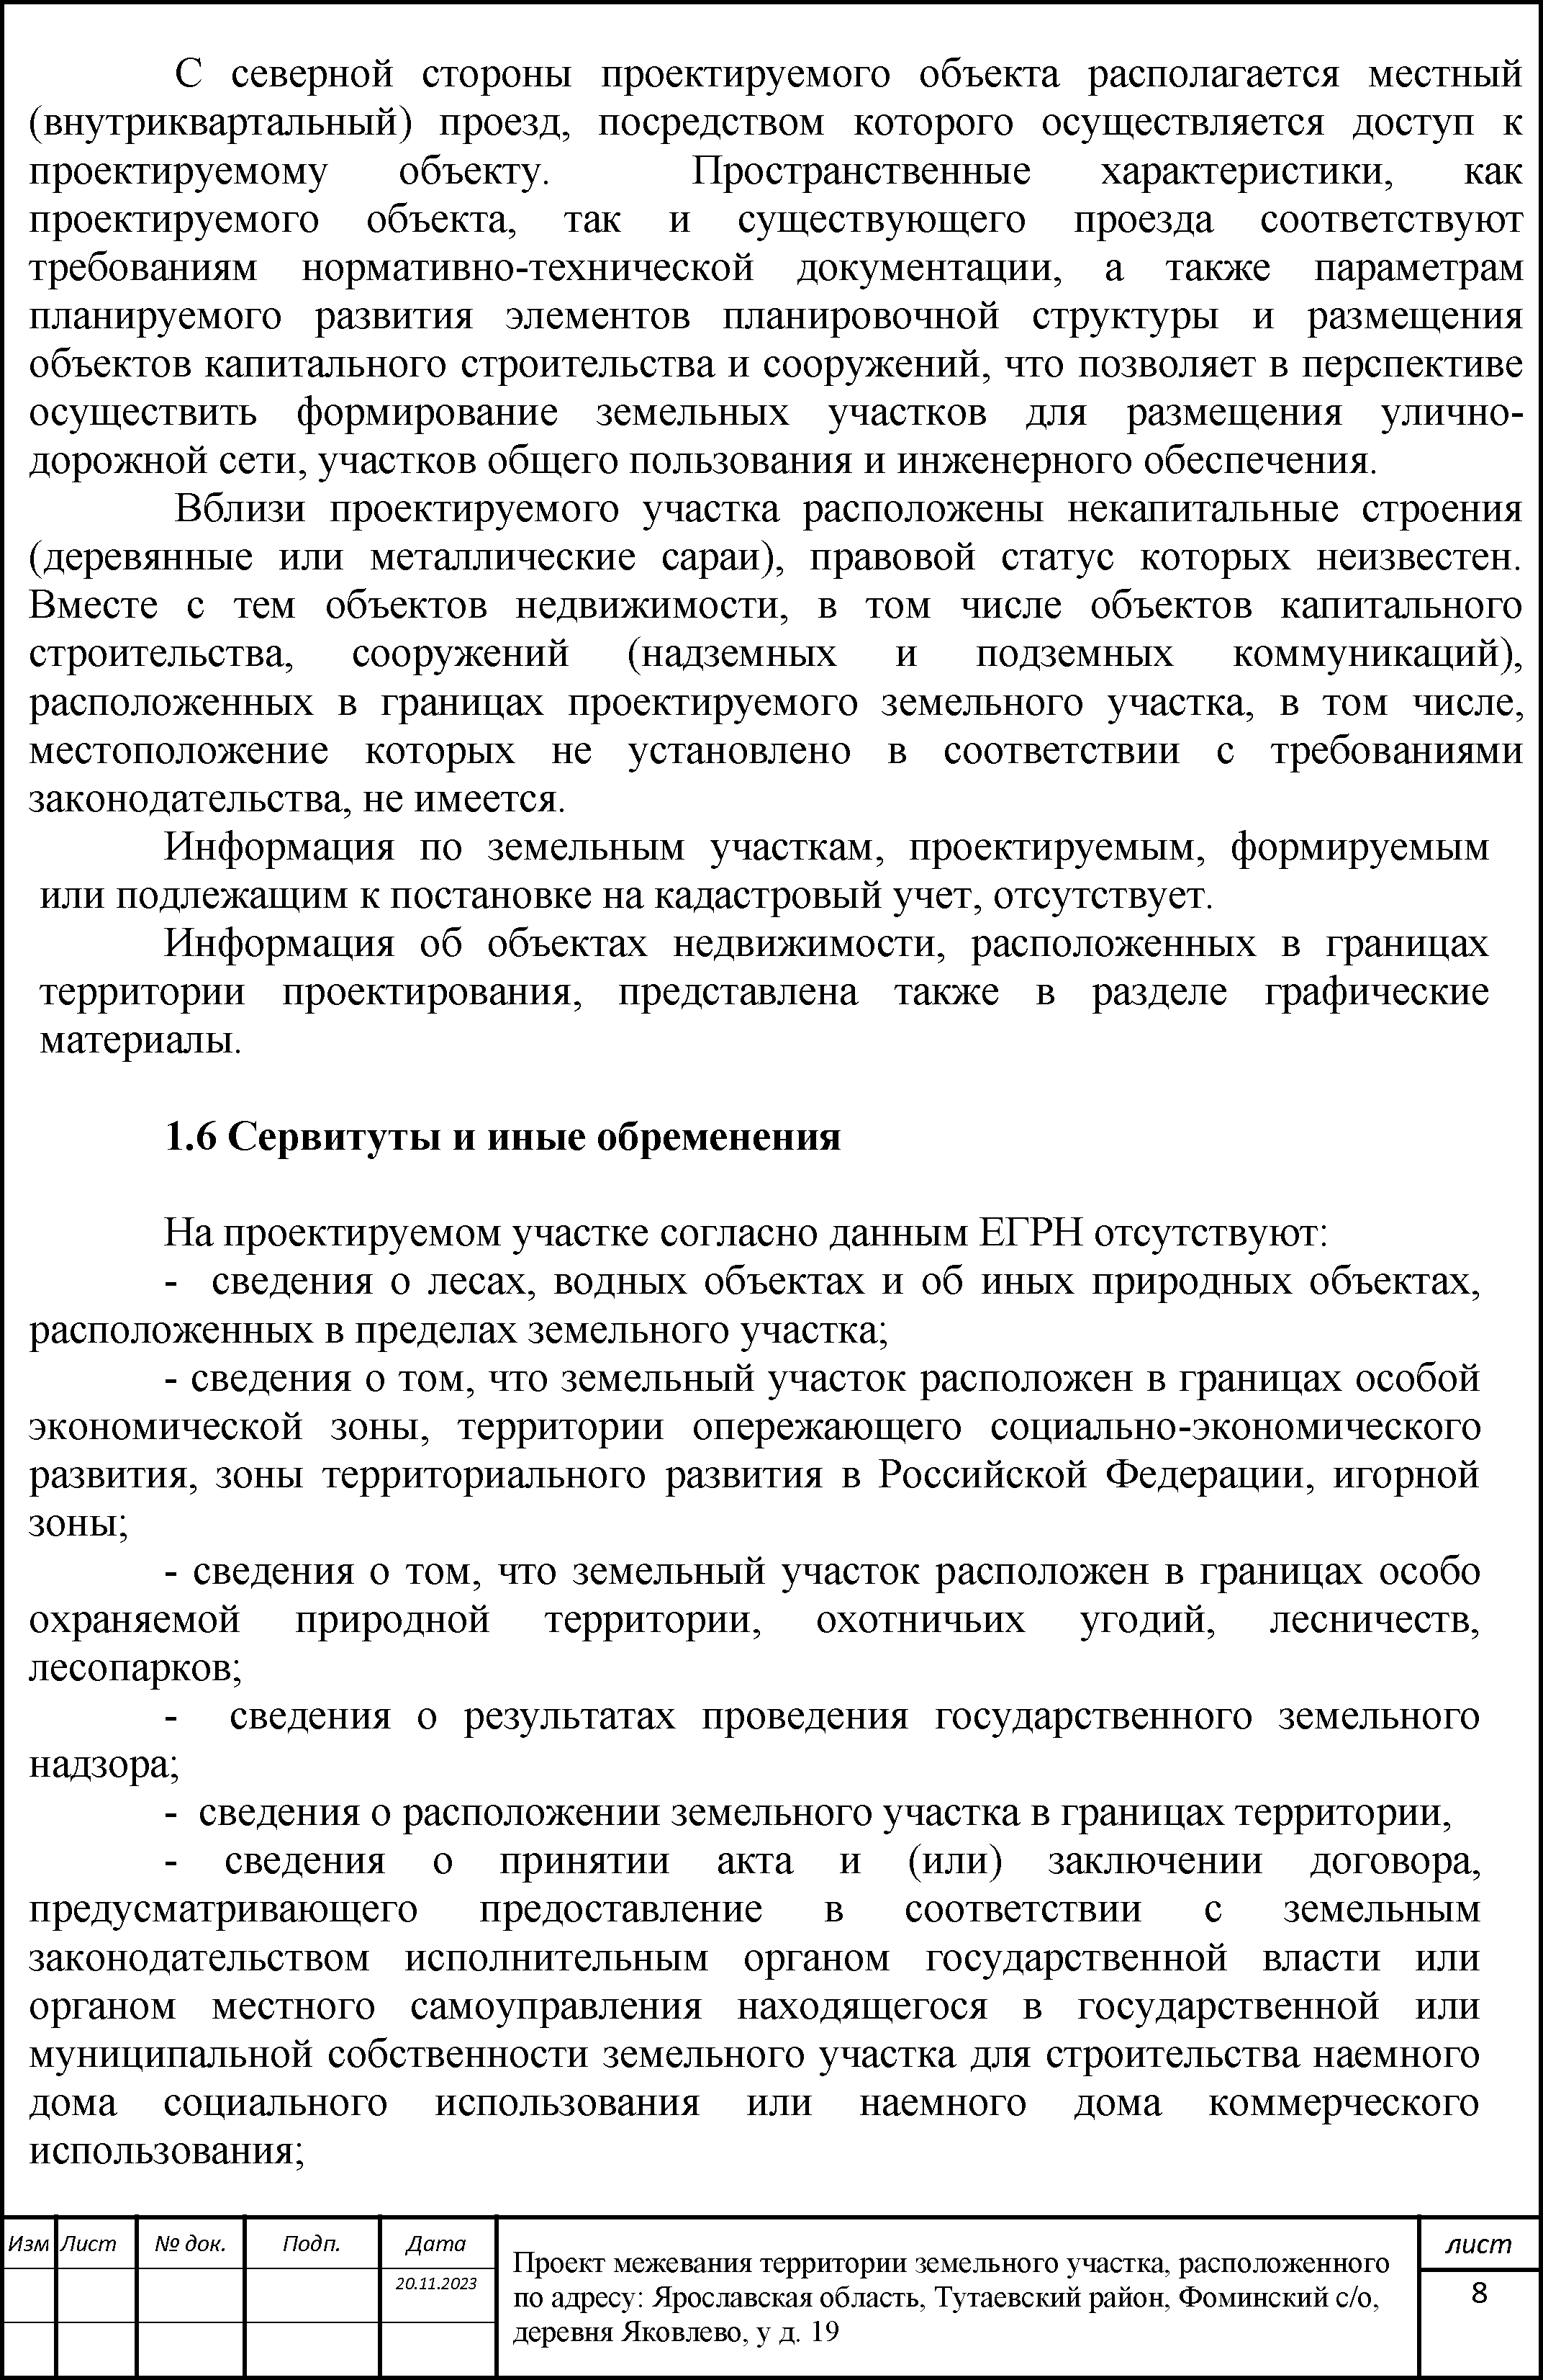 С северной стороны проектируемого объекта располагается местный
(внутриквартальный) проезд, посредством которого осуществляется доступ к
проектируемому объекту. Пространственные характеристики, как
проектируемого объекта, так и существующего проезда соответствуют
требованиям нормативно-технической документации, а также параметрам
планируемого развития элементов планировочной структуры и размещения
объектов капитального строительства и сооружений, что позволяет в перспективе
осуществить формирование земельных участков для размещения улично-
дорожной сети, участков общего пользования и инженерного обеспечения.
Вблизи проектируемого участка расположены некапитальные строения
(деревянные или металлические сараи), правовой статус которых неизвестен.
Вместе с тем объектов недвижимости, в том числе объектов капитального
строительства, сооружений (надземных и подземных коммуникаций),
расположенных в границах проектируемого земельного участка, в том числе,
местоположение которых не установлено в соответствии с требованиями
законодательства, не имеется.
Информация по земельным участкам, проектируемым, формируемым
или подлежащим к постановке на кадастровый учет, отсутствует.
Информация об объектах недвижимости, расположенных в границах
территории проектирования, представлена также в разделе графические
материалы.
1.6 Сервитуты и иные обременения
На проектируемом участке согласно данным ЕГРН отсутствуют:
- сведения о лесах, водных объектах и об иных природных объектах,
расположенных в пределах земельного участка;
- сведения о том, что земельный участок расположен в границах особой
экономической зоны, территории опережающего социально-экономического
развития, зоны территориального развития в Российской Федерации, игорной
зоны;
- сведения о том, что земельный участок расположен в границах особо
охраняемой природной территории, охотничьих угодий, лесничеств,
лесопарков;
- сведения о результатах проведения государственного земельного
надзора;
- сведения о расположении земельного участка в границах территории,
- сведения о принятии акта и (или) заключении договора,
предусматривающего предоставление в соответствии с земельным
законодательством исполнительным органом государственной власти или
органом местного самоуправления находящегося в государственной или
муниципальной собственности земельного участка для строительства наемного
дома социального использования или наемного дома коммерческого
использования;
Изм Лист № док. Подп. Дата
20.11.2023
Проект межевания территории земельного участка, расположенного
по адресу: Ярославская область, Тутаевский район, Фоминский с/о,
деревня Яковлево, у д. 19
лист
8